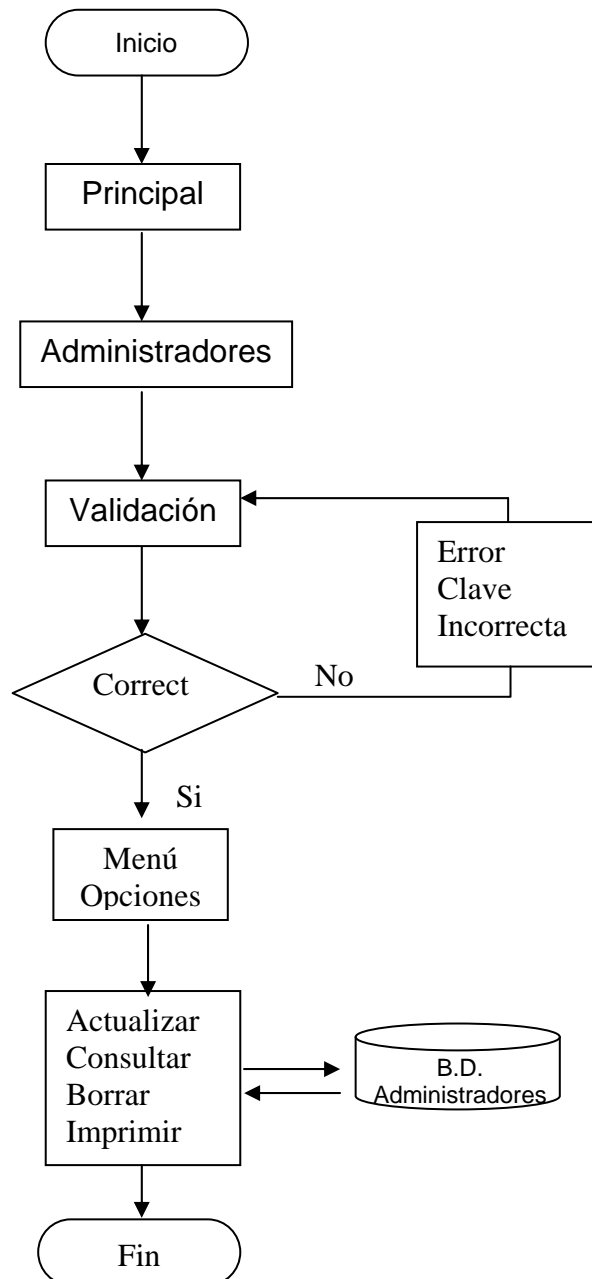 Inicio
Principal
Administradores
Validación
Error
Clave
Incorrecta
Correct
No
Si
Menú
Opciones
Actualizar
Consultar
Borrar
Imprimir
B.D.
Administradores
Fin